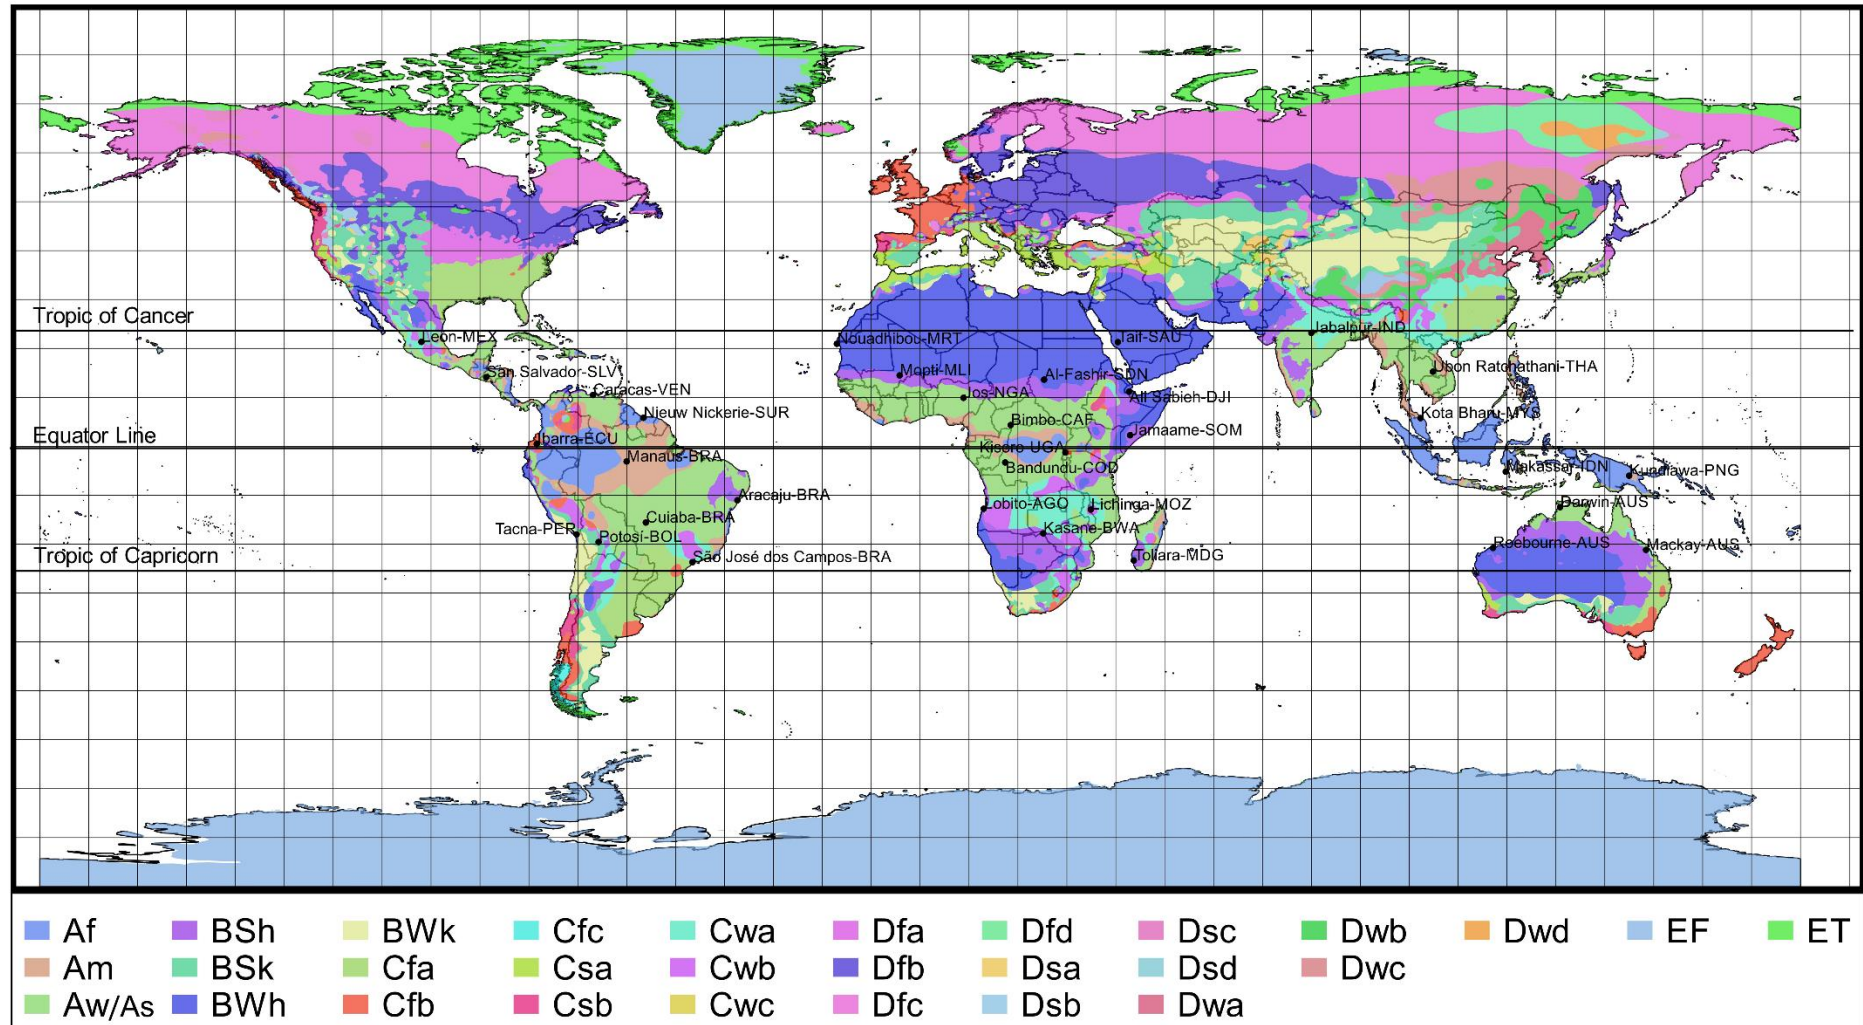 Tropic of Cancer
Leon-MEX
Nouadhibou-MRT
Taif-SAU
Jabalpur-IND
San Salvador-SLV
Mopti-MLI
Al-Fashir-SDN
Ubon Ratchathani-THA
Caracas-VEN
Jos-NGA
Ali Sabieh-DJI
Nieuw Nickerie-SUR
Bimbo-CAF
Kota Bharu-MYS
Jamaame-SOM
Equator Line
Ibarra-ECU
Kisoro-UGA
Manaus-BRA
Bandundu-COD
Makassar-IDN
Kundiawa-PNG
Aracaju-BRA
Lobito-AGO
Lichinga-MOZ
Darwin-AUS
Cuiaba-BRA
Tacna-PER
Kasane-BWA
Potosí-BOL
Roebourne-AUS
Mackay-AUS
Tropic of Capricorn
São José dos Campos-BRA
Toliara-MDG
Af BSh BWk Cfc Cwa Dfa Dfd Dsc Dwb Dwd EF ET
Am BSk Cfa Csa Cwb Dfb Dsa Dsd Dwc
Aw/As BWh Cfb Csb Cwc Dfc Dsb Dwa